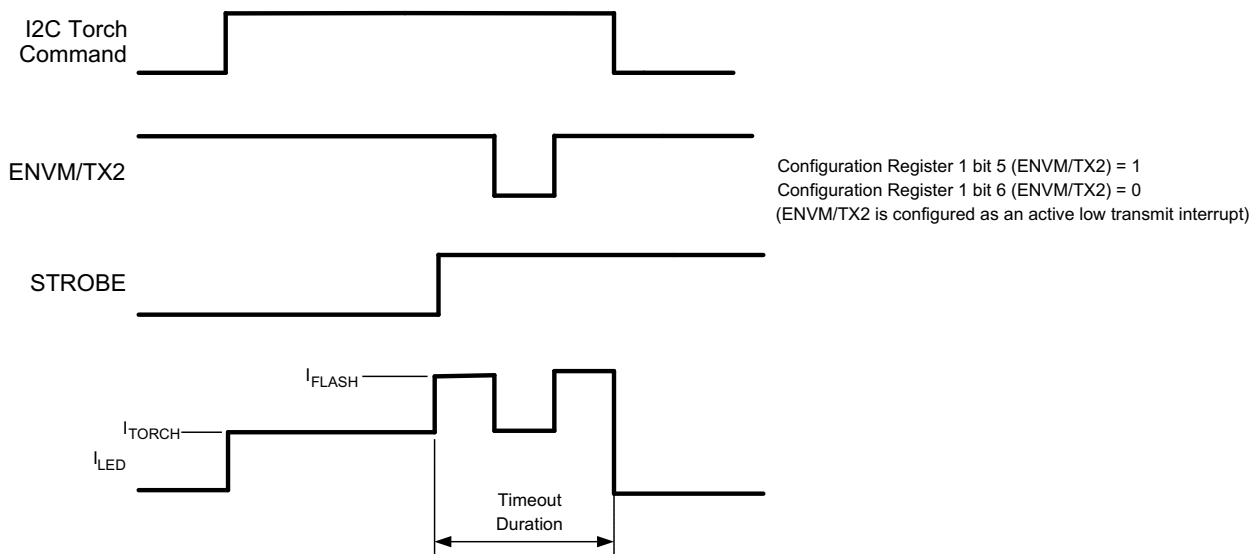 I2C Torch
Command
ENVM/TX2
Configuration Register 1 bit 5 (ENVM/TX2) = 1
Configuration Register 1 bit 6 (ENVM/TX2) = 0
(ENVM/TX2 is configured as an active low transmit interrupt)
STROBE
IFLASH
ITORCH
ILED
Timeout
Duration